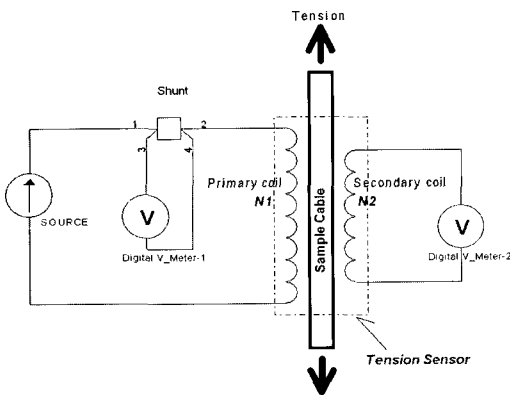 Tension
Shunt
1
2
3
4
Primary coil
N1
Sample Cable
Secondary coil
N2
SOURCE
V
V
Digital V_Meter-1
Digital V_Meter-2
Tension Sensor